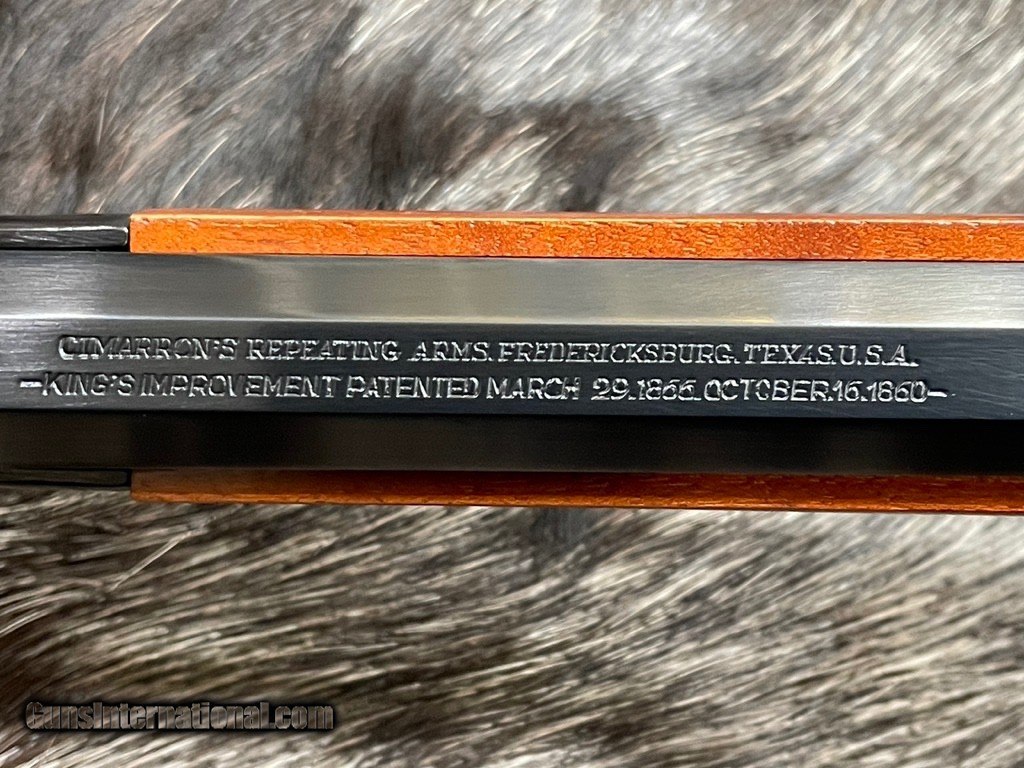 CIMARRON'S REPEATING ARMS. FREDERICKSBURG. TEXAS.U.S.A.
-KING'S IMPROVEMENT PATENTED MARCH 29.1866.OCTOBER.16.1860-
GunsInternational.com